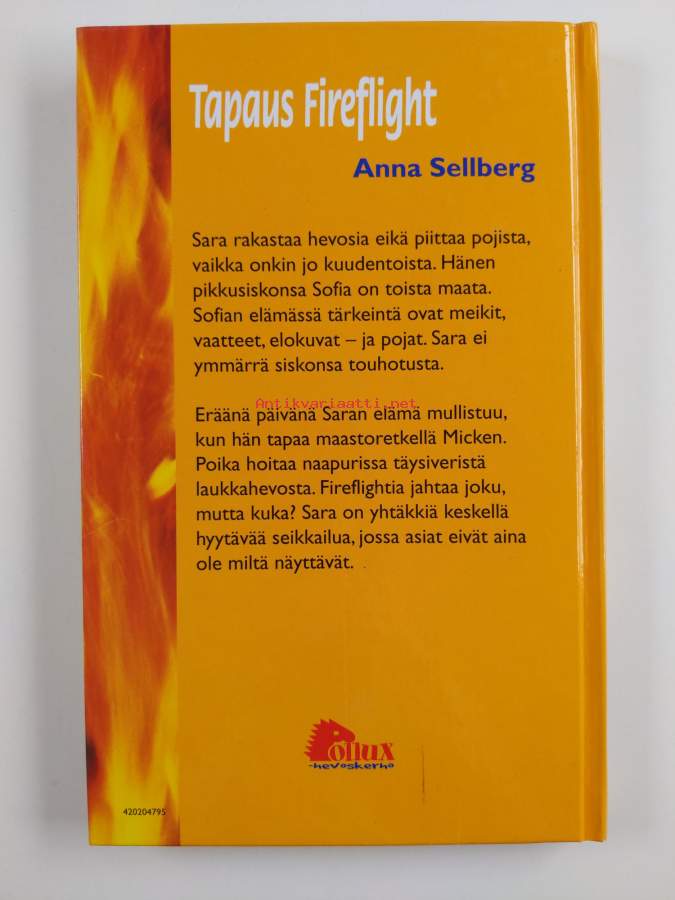 Tapaus Fireflight
Anna Sellberg
Sara rakastaa hevosia eikä piittaa pojista,
vaikka onkin jo kuudentoista. Hänen
pikkusiskonsa Sofia on toista maata.
Sofian elämässä tärkeintä ovat meikit,
vaatteet, elokuvat – ja pojat. Sara ei
ymmärrä siskonsa touhotusta.
Antikvariaatti.net
Eräänä päivänä Saran elämä mullistuu,
kun hän tapaa maastoretkellä Micken.
Poika hoitaa naapurissa täysiveristä
laukkahevosta. Fireflightia jahtaa joku,
mutta kuka? Sara on yhtäkkiä keskellä
hyytävää seikkailua, jossa asiat eivät aina
ole miltä näyttävät.
Pollux
-hevoskerho
420204795